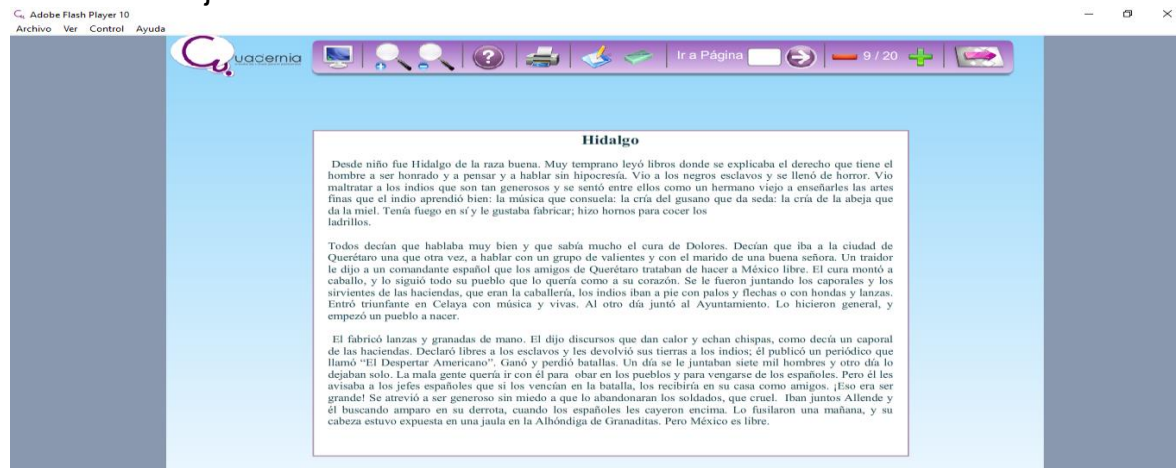 Adobe Flash Player 10
Archivo Ver Control Ayuda
Cuadernia
Ir a Página
9 / 20
Hidalgo
Desde niño fue Hidalgo de la raza buena. Muy temprano leyó libros donde se explicaba el derecho que tiene el
hombre a ser honrado y a pensar y a hablar sin hipocresía. Vio a los negros esclavos y se llenó de horror. Vio
maltratar a los indios que son tan generosos y se sentó entre ellos como un hermano viejo a enseñarles las artes
finas que el indio aprendió bien: la música que consuela: la cría del gusano que da seda: la cría de la abeja que
da la miel. Tenía fuego en sí y le gustaba fabricar; hizo hornos para cocer los
ladrillos.
Todos decían que hablaba muy bien y que sabía mucho el cura de Dolores. Decían que iba a la ciudad de
Querétaro una que otra vez, a hablar con un grupo de valientes y con el marido de una buena señora. Un traidor
le dijo a un comandante español que los amigos de Querétaro trataban de hacer a México libre. El cura montó a
caballo, y lo siguió todo su pueblo que lo quería como a su corazón. Se le fueron juntando los caporales y los
sirvientes de las haciendas, que eran la caballería, los indios iban a pie con palos y flechas o con hondas y lanzas.
Entró triunfante en Celaya con música y vivas. Al otro día juntó al Ayuntamiento. Lo hicieron general, y
empezó un pueblo a nacer.
El fabricó lanzas y granadas de mano. El dijo discursos que dan calor y echan chispas, como decía un caporal
de las haciendas. Declaró libres a los esclavos y les devolvió sus tierras a los indios; él publicó un periódico que
llamó “El Despertar Americano”. Ganó y perdió batallas. Un día se le juntaban siete mil hombres y otro día lo
dejaban solo. La mala gente quería ir con él para obar en los pueblos y para vengarse de los españoles. Pero él les
avisaba a los jefes españoles que si los vencían en la batalla, los recibiría en su casa como amigos. ¡Eso era ser
grande! Se atrevió a ser generoso sin miedo a que lo abandonaran los soldados, que cruel. Iban juntos Allende y
él buscando amparo en su derrota, cuando los españoles les cayeron encima. Lo fusilaron una mañana, y su
cabeza estuvo expuesta en una jaula en la Alhóndiga de Granaditas. Pero México es libre.